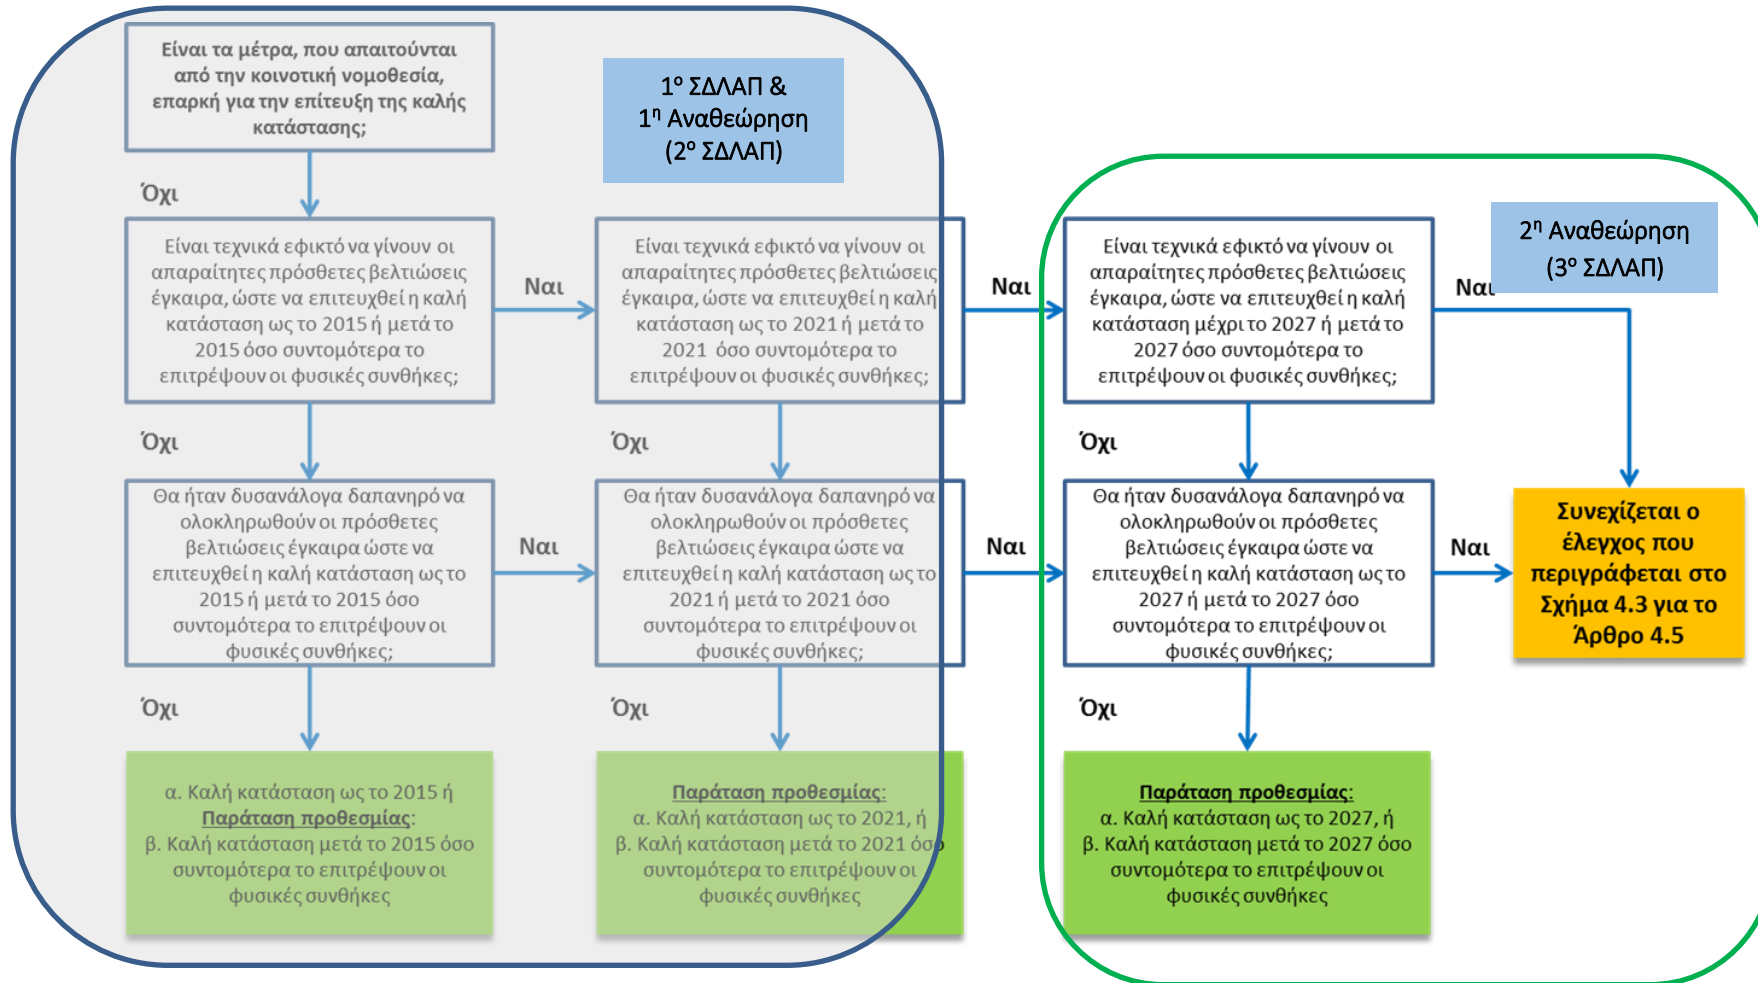 Είναι τα μέτρα, που απαιτούνται
από την κοινοτική νομοθεσία,
επαρκή για την επίτευξη της καλής
κατάστασης;
1ο ΣΔΛΑΠ &
1η Αναθεώρηση
(2ο ΣΔΛΑΠ)
2η Αναθεώρηση
(3ο ΣΔΛΑΠ)
Όχι
Είναι τεχνικά εφικτό να γίνουν οι
απαραίτητες πρόσθετες βελτιώσεις
έγκαιρα, ώστε να επιτευχθεί η καλή
κατάσταση ως το 2015 ή μετά το
2015 όσο συντομότερα το
επιτρέψουν οι φυσικές συνθήκες;
Ναι
Είναι τεχνικά εφικτό να γίνουν οι
απαραίτητες πρόσθετες βελτιώσεις
έγκαιρα, ώστε να επιτευχθεί η καλή
κατάσταση ως το 2021 ή μετά το
2021 όσο συντομότερα το
επιτρέψουν οι φυσικές συνθήκες;
Ναι
Είναι τεχνικά εφικτό να γίνουν οι
απαραίτητες πρόσθετες βελτιώσεις
έγκαιρα, ώστε να επιτευχθεί η καλή
κατάσταση μέχρι το 2027 ή μετά το
2027 όσο συντομότερα το
επιτρέψουν οι φυσικές συνθήκες;
Ναι
Όχι
Όχι
Όχι
Θα ήταν δυσανάλογα δαπανηρό να
ολοκληρωθούν οι πρόσθετες
βελτιώσεις έγκαιρα ώστε να
επιτευχθεί η καλή κατάσταση ως το
2015 ή μετά το 2015 όσο
συντομότερα το επιτρέψουν οι
φυσικές συνθήκες;
Ναι
Θα ήταν δυσανάλογα δαπανηρό να
ολοκληρωθούν οι πρόσθετες
βελτιώσεις έγκαιρα ώστε να
επιτευχθεί η καλή κατάσταση ως το
2021 ή μετά το 2021 όσο
συντομότερα το επιτρέψουν οι
φυσικές συνθήκες;
Ναι
Θα ήταν δυσανάλογα δαπανηρό να
ολοκληρωθούν οι πρόσθετες
βελτιώσεις έγκαιρα ώστε να
επιτευχθεί η καλή κατάσταση ως το
2027 ή μετά το 2027 όσο
συντομότερα το επιτρέψουν οι
φυσικές συνθήκες;
Ναι
Συνεχίζεται ο
έλεγχος που
περιγράφεται στο
Σχήμα 4.3 για το
Άρθρο 4.5
Όχι
Όχι
Όχι
α. Καλή κατάσταση ως το 2015 ή
Παράταση προθεσμίας:
β. Καλή κατάσταση μετά το 2015 όσο
συντομότερα το επιτρέψουν οι
φυσικές συνθήκες
Παράταση προθεσμίας:
α. Καλή κατάσταση ως το 2021, ή
β. Καλή κατάσταση μετά το 2021 όσο
συντομότερα το επιτρέψουν οι
φυσικές συνθήκες
Παράταση προθεσμίας:
α. Καλή κατάσταση ως το 2027, ή
β. Καλή κατάσταση μετά το 2027 όσο
συντομότερα το επιτρέψουν οι
φυσικές συνθήκες